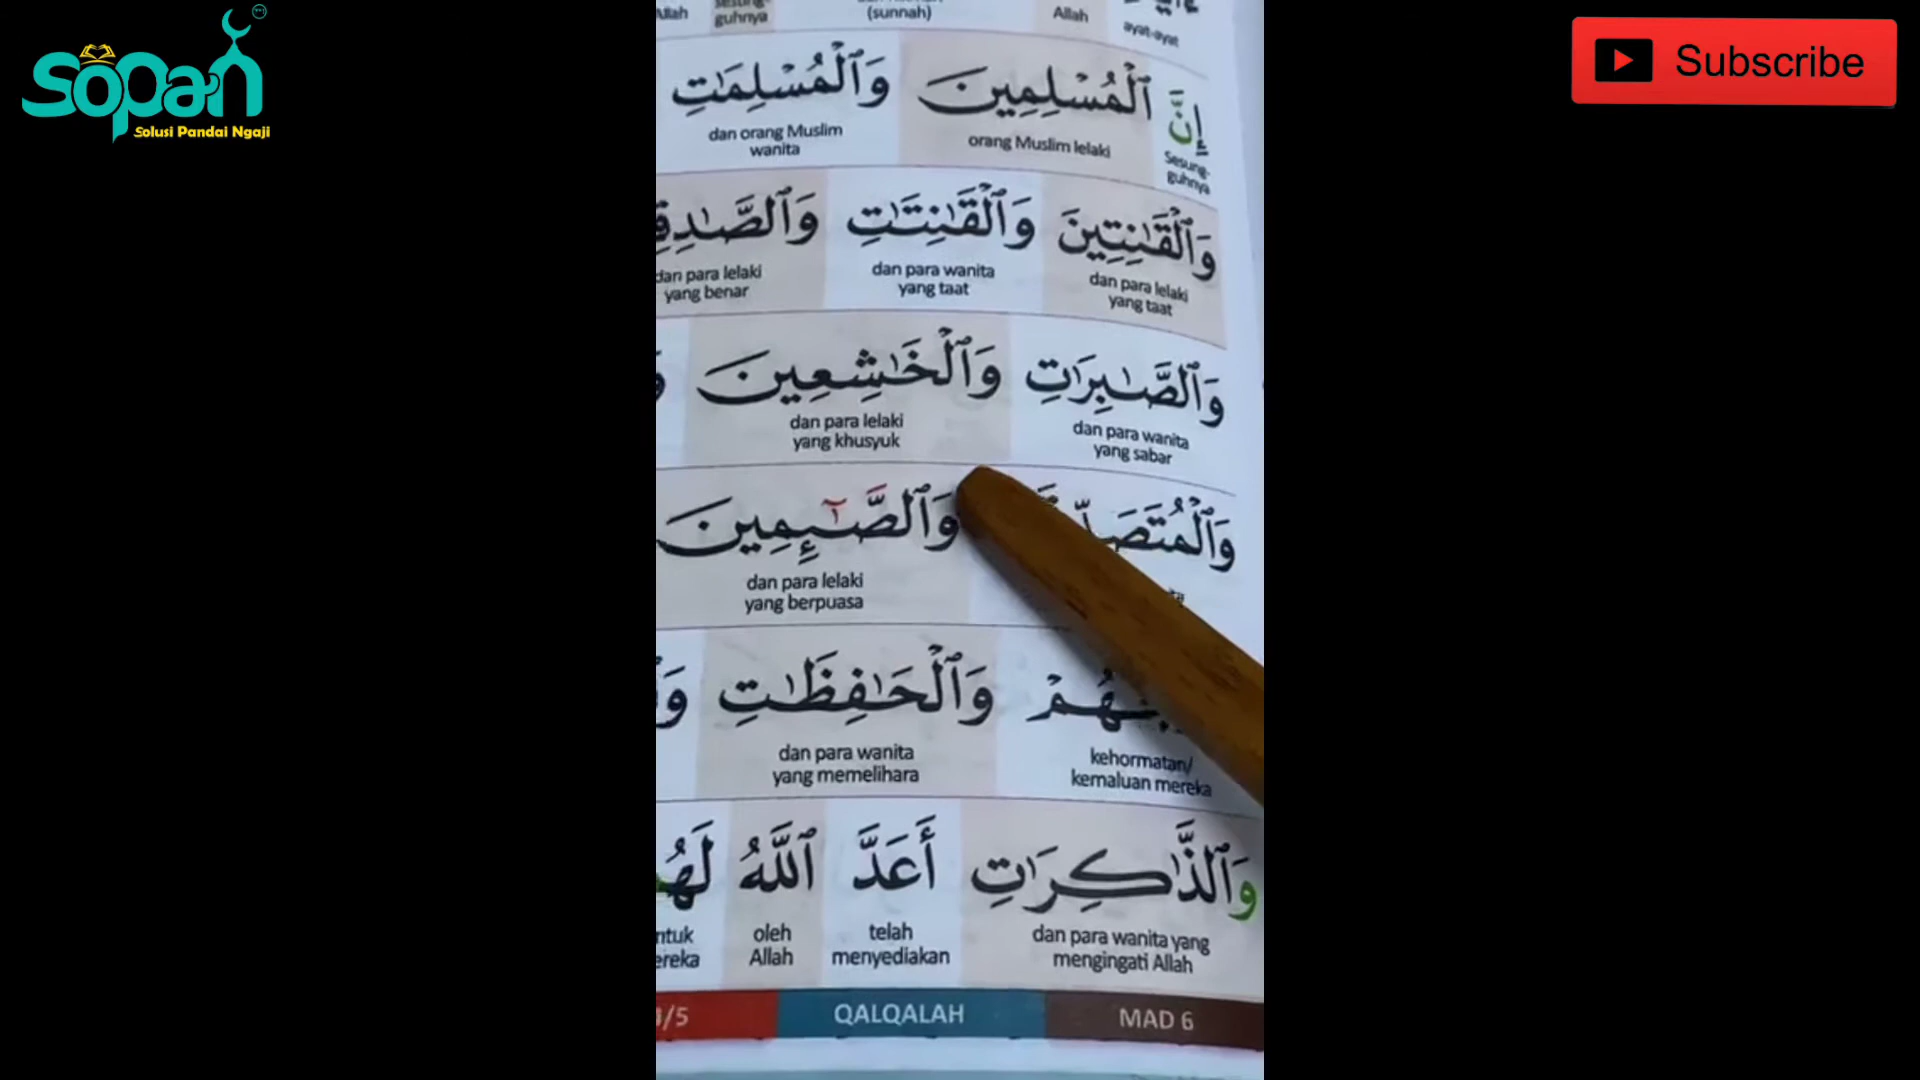 Sopan
Solusi Pandai Ngaji
Subscribe
guhnya
(sunnah)
Allah
ayat-ayat
إِنَّ ٱلْمُسْلِمِينَ وَٱلْمُسْلِمَٰتِ
Sesung-
guhnya
orang Muslim lelaki
dan orang Muslim
wanita
وَٱلْقَٰنِتِينَ وَٱلْقَٰنِتَٰتِ
dan para lelaki
yang taat
dan para wanita
yang taat
dan para lelaki
yang benar
وَٱلصَّٰبِرَٰتِ وَٱلْخَٰشِعِينَ
dan para wanita
yang sabar
dan para lelaki
yang khusyuk
وَٱلصَّٰٓئِمِينَ
dan para lelaki
yang berpuasa
وَٱلْحَٰفِظَٰتِ
kehormatan/
kemaluan mereka
dan para wanita
yang memelihara
وَٱلذَّٰكِرَٰتِ أَعَدَّ ٱللَّهُ
dan para wanita yang
mengingati Allah
telah
menyediakan
oleh
Allah
QALQALAH
MAD 6